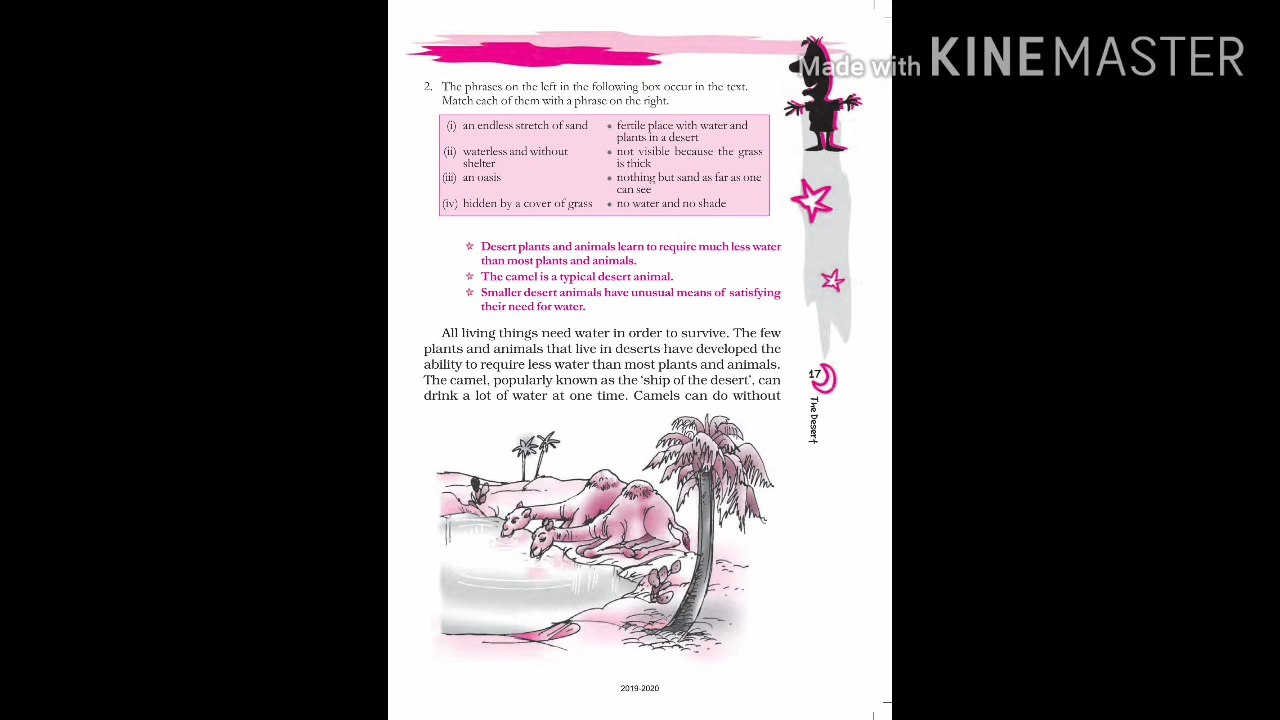 Made with KINEMASTER
2. The phrases on the left in the following box occur in the text.
Match each of them with a phrase on the right.
(i) an endless stretch of sand
(ii) waterless and without
shelter
(iii) an oasis
(iv) hidden by a cover of grass
• fertile place with water and
plants in a desert
• not visible because the grass
is thick
• nothing but sand as far as one
can see
• no water and no shade
☆ Desert plants and animals learn to require much less water
than most plants and animals.
☆ The camel is a typical desert animal.
☆ Smaller desert animals have unusual means of satisfying
their need for water.
All living things need water in order to survive. The few
plants and animals that live in deserts have developed the
ability to require less water than most plants and animals.
The camel, popularly known as the ‘ship of the desert’, can
drink a lot of water at one time. Camels can do without
17
The Desert
2019-2020